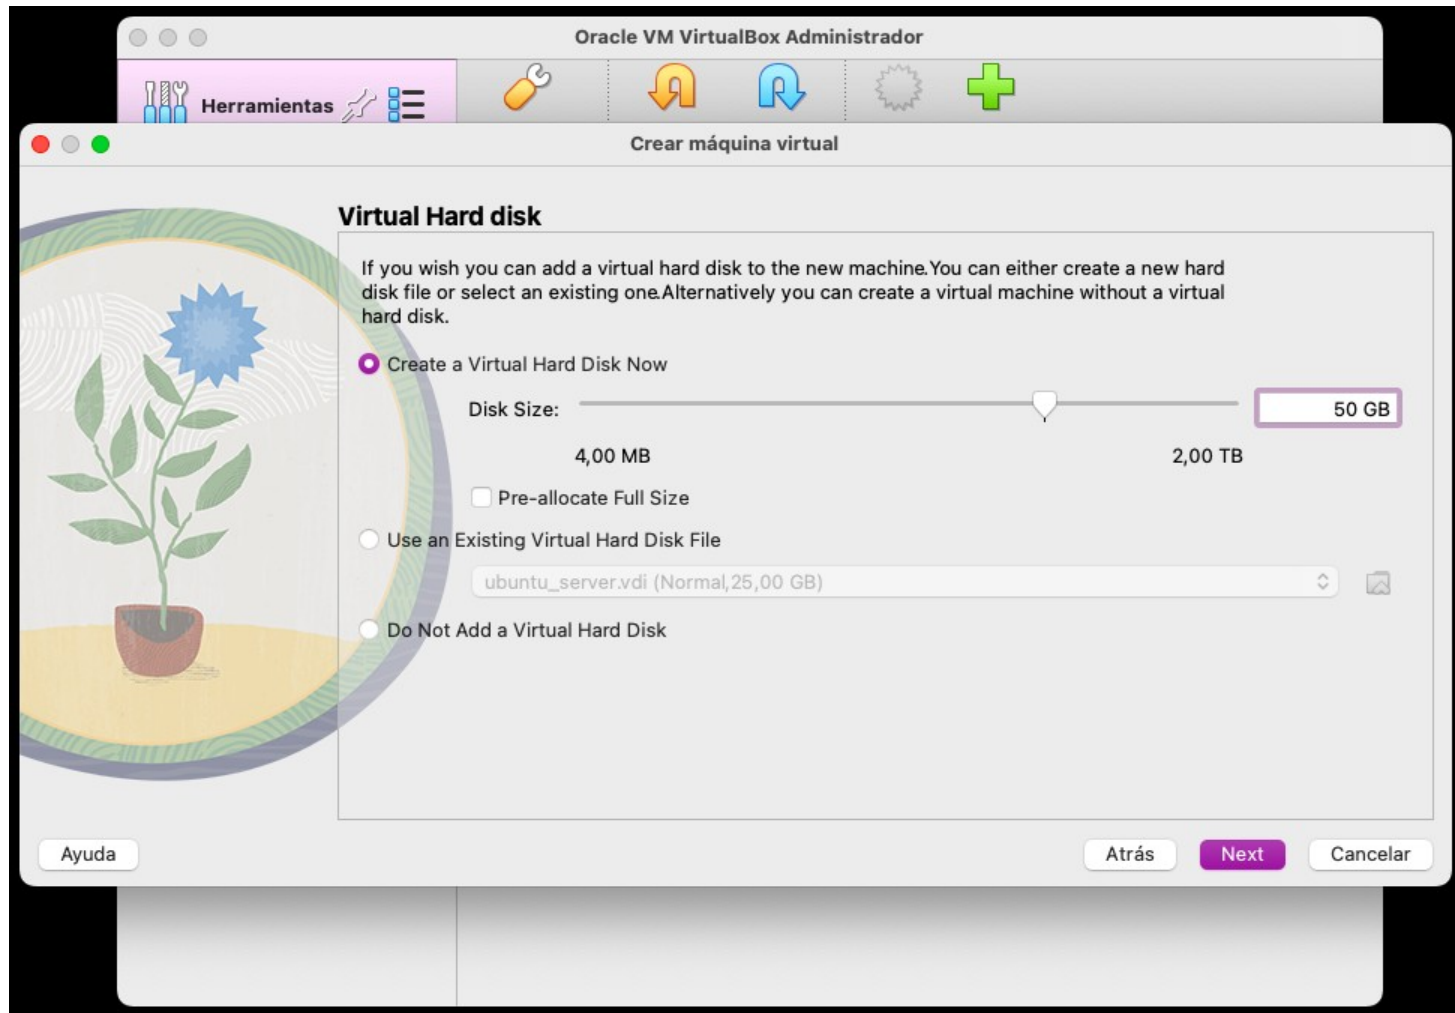 Oracle VM VirtualBox Administrador
Herramientas
Crear máquina virtual
Virtual Hard disk
If you wish you can add a virtual hard disk to the new machine.You can either create a new hard
disk file or select an existing one.Alternatively you can create a virtual machine without a virtual
hard disk.
Create a Virtual Hard Disk Now
Disk Size:
50 GB
4,00 MB
2,00 TB
Pre-allocate Full Size
Use an Existing Virtual Hard Disk File
ubuntu_server.vdi (Normal,25,00 GB)
Do Not Add a Virtual Hard Disk
Ayuda
Atrás
Next
Cancelar